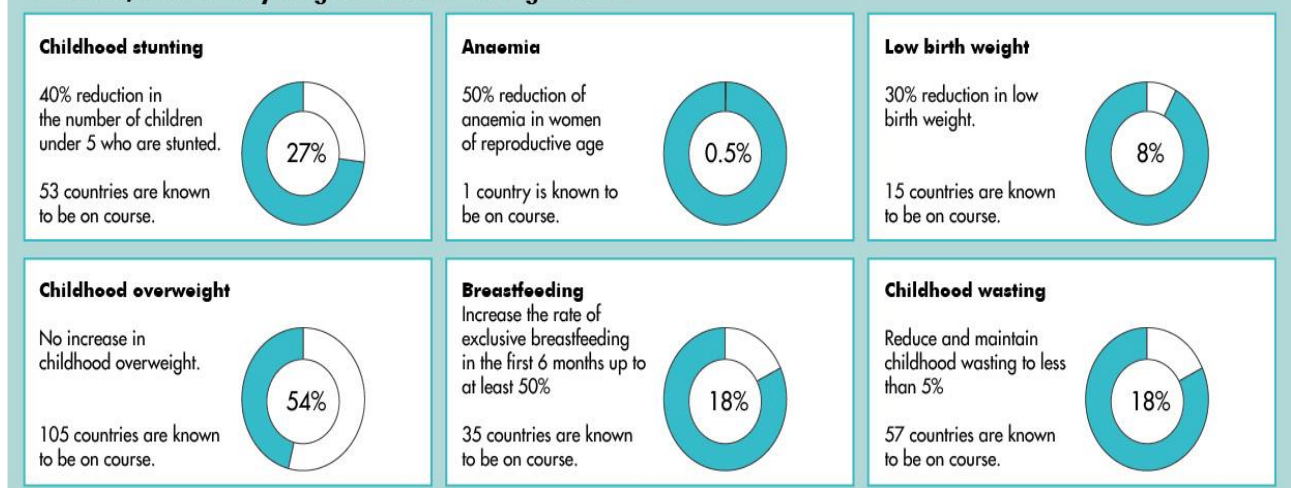 Childhood stunting
40% reduction in
the number of children
under 5 who are stunted.
27%
53 countries are known
to be on course.
Anaemia
50% reduction of
anaemia in women
of reproductive age
0.5%
1 country is known to
be on course.
Low birth weight
30% reduction in low
birth weight.
8%
15 countries are known
to be on course.
Childhood overweight
No increase in
childhood overweight.
54%
105 countries are known
to be on course.
Breastfeeding
Increase the rate of
exclusive breastfeeding
in the first 6 months up to
at least 50%
18%
35 countries are known
to be on course.
Childhood wasting
Reduce and maintain
childhood wasting to less
than 5%
18%
57 countries are known
to be on course.